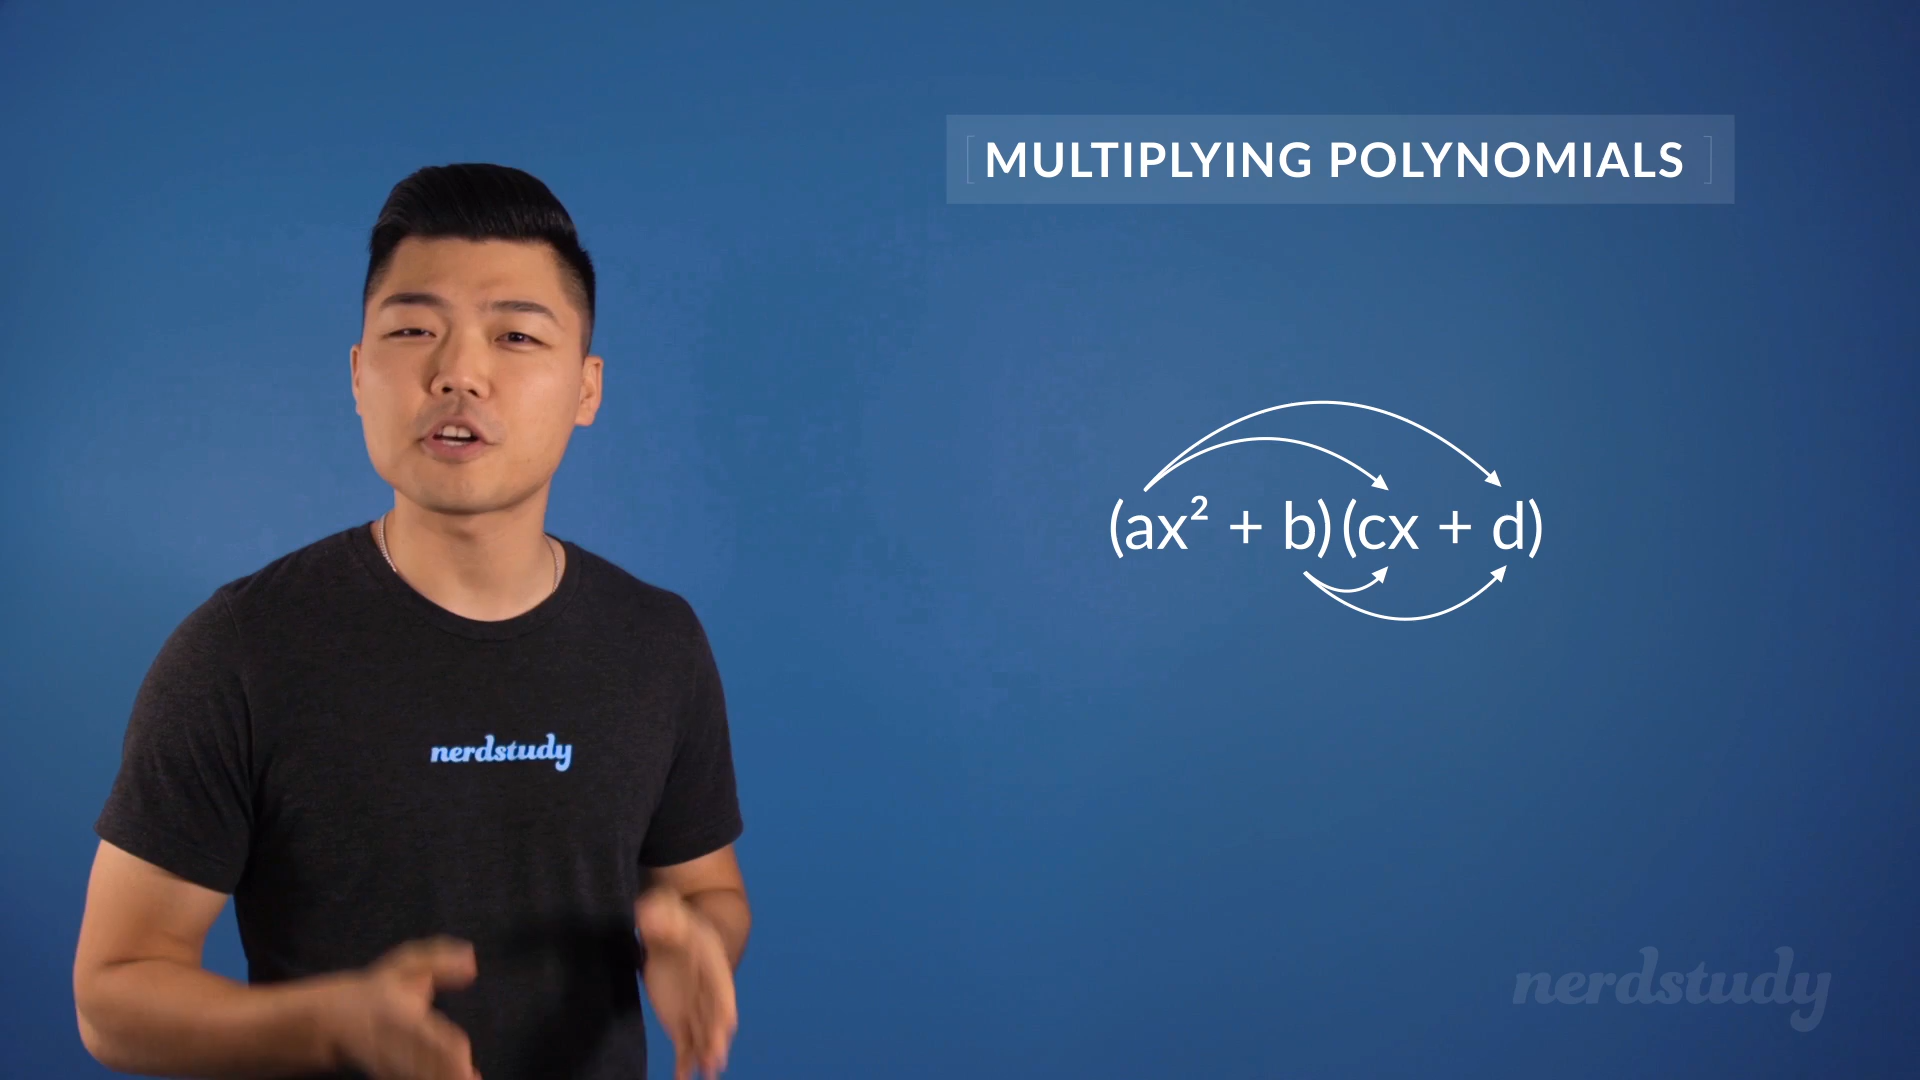 [ MULTIPLYING POLYNOMIALS ]
(ax² + b)(cx + d)
nerdstudy
nerdstudy